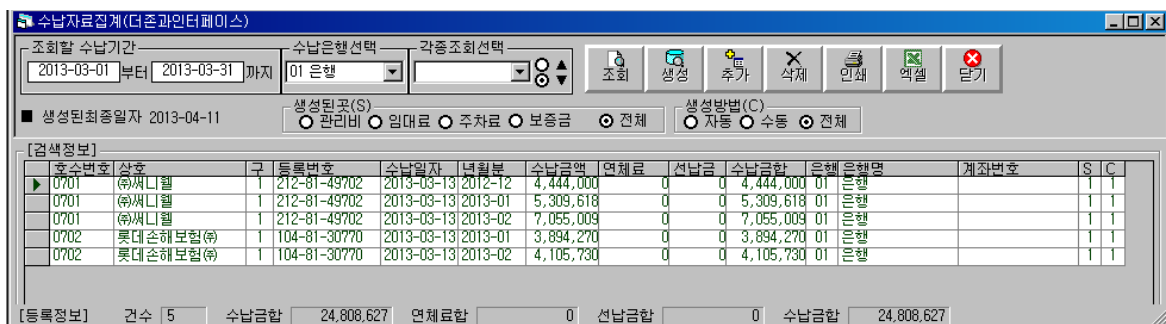 수납자료집계(더존과인터페이스)
조회할 수납기간 수납은행선택 각종조회선택
2013-03-01 부터 2013-03-31 까지 01 은행 조회 생성 추가 삭제 인쇄 엑셀 닫기
■ 생성된최종일자 2013-04-11 생성된곳(S) 관리비 임대료 주차료 보증금 전체 생성방법(C) 자동 수동 전체
[검색정보]
호수번호 상호 구 등록번호 수납일자 년월분 수납금액 연체료 선납금 수납금합 은행 은행명 계좌번호 S C
0701 ㈜써니웰 1 212-81-49702 2013-03-13 2012-12 4,444,000 0 0 4,444,000 01 은행 1 1
0701 ㈜써니웰 1 212-81-49702 2013-03-13 2013-01 5,309,618 0 0 5,309,618 01 은행 1 1
0701 ㈜써니웰 1 212-81-49702 2013-03-13 2013-02 7,055,009 0 0 7,055,009 01 은행 1 1
0702 롯데손해보험㈜ 1 104-81-30770 2013-03-13 2013-01 3,894,270 0 0 3,894,270 01 은행 1 1
0702 롯데손해보험㈜ 1 104-81-30770 2013-03-13 2013-02 4,105,730 0 0 4,105,730 01 은행 1 1
[등록정보] 건수 5 수납금합 24,808,627 연체료합 0 선납금합 0 수납금합 24,808,627